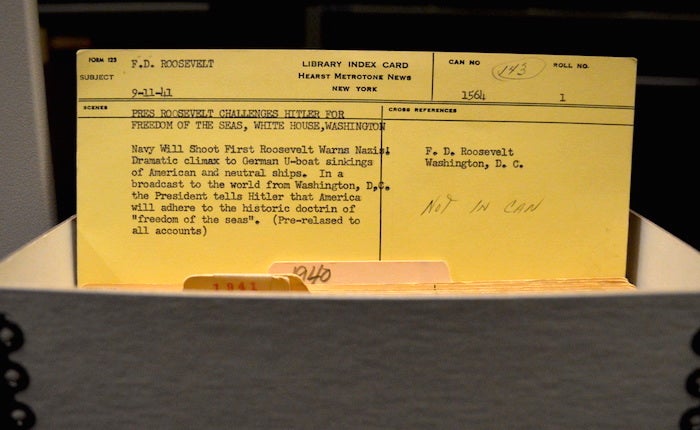 FORM 125
SUBJECT
F.D. ROOSEVELT
9-11-41
LIBRARY INDEX CARD
HEARST METROTONE NEWS
NEW YORK
CAN NO
143
1564
ROLL NO.
1
SCENES
PRES ROOSEVELT CHALLENGES HITLER FOR
FREEDOM OF THE SEAS, WHITE HOUSE,WASHINGTON
Navy Will Shoot First Roosevelt Warns Nazis!
Dramatic climax to German U-boat sinkings
of American and neutral ships. In a
broadcast to the world from Washington, D.C.
the President tells Hitler that America
will adhere to the historic doctrin of
"freedom of the seas". (Pre-relased to
all accounts)
CROSS REFERENCES
F. D. Roosevelt
Washington, D. C.
NOT IN CAN
1940
1941